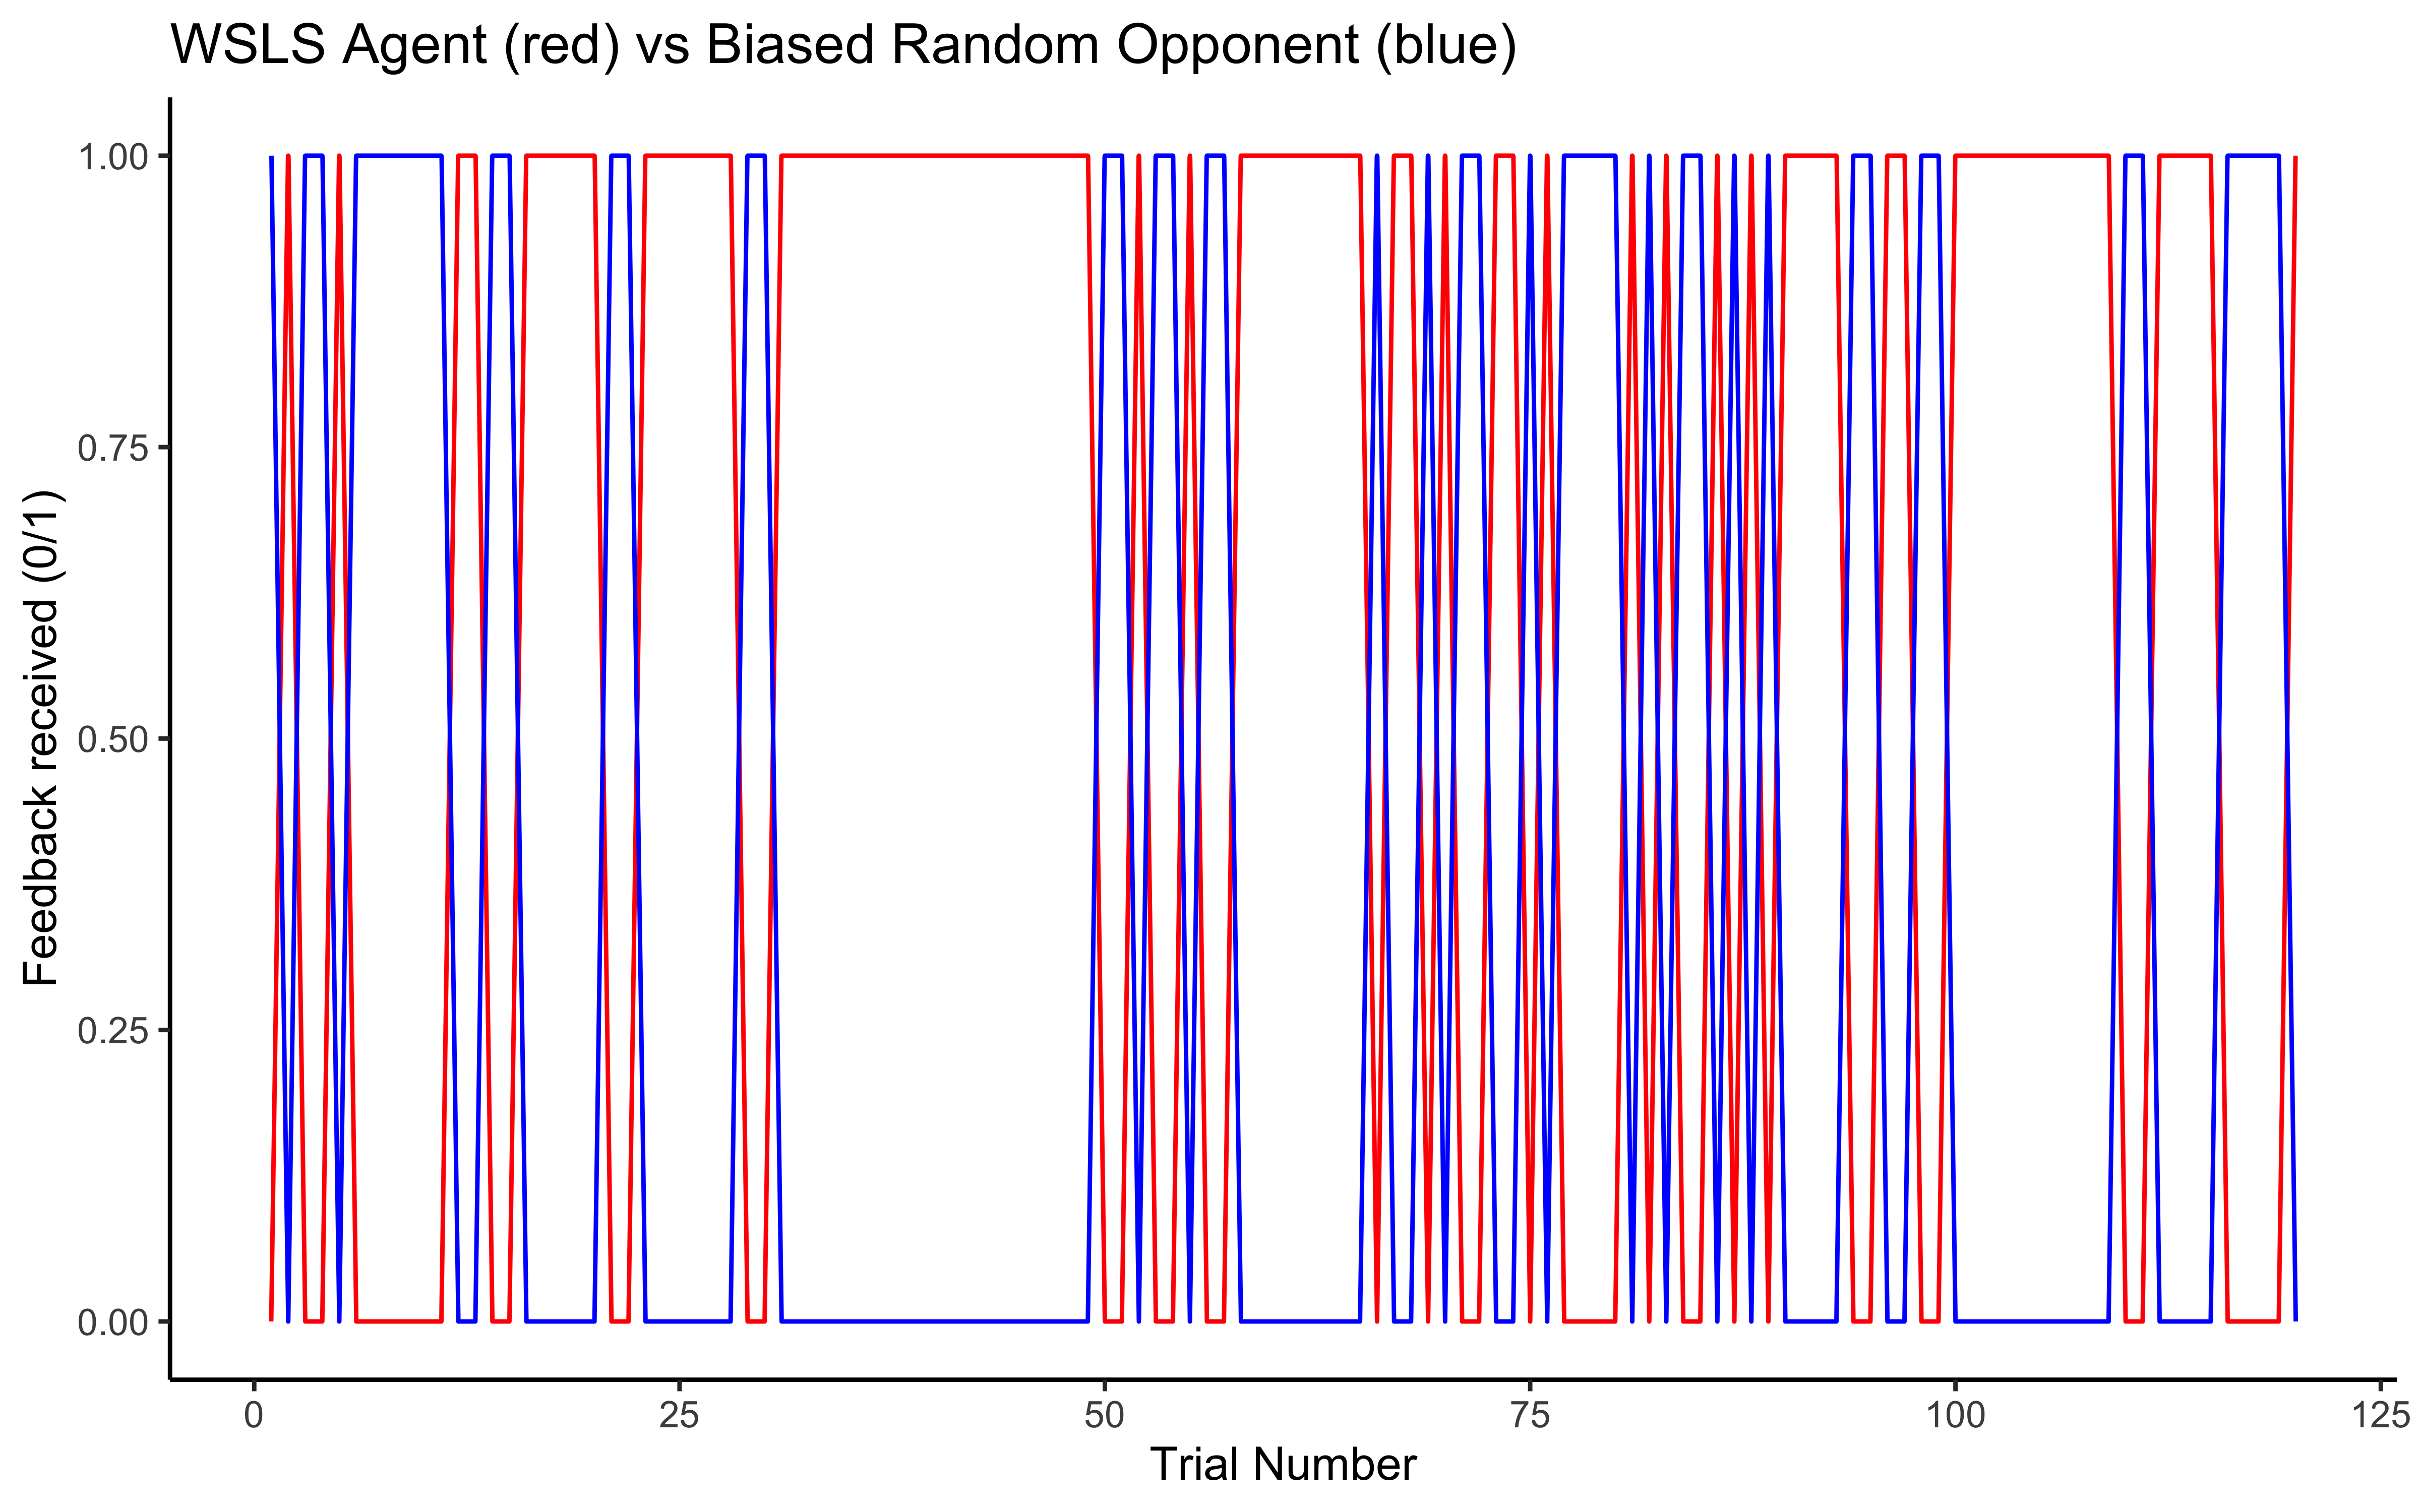 WSLS Agent (red) vs Biased Random Opponent (blue)
Feedback received (0/1)
1.00
0.75
0.50
0.25
0.00
0 25 50 75 100 125
Trial Number